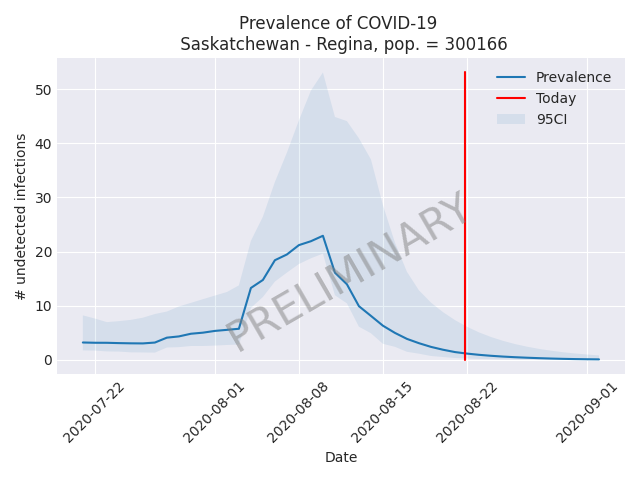 Prevalence of COVID-19
Saskatchewan - Regina, pop. = 300166
Prevalence
Today
95CI
# undetected infections
50
40
30
20
10
0
PRELIMINARY
2020-07-22
2020-08-01
2020-08-08
2020-08-15
2020-08-22
2020-09-01
Date